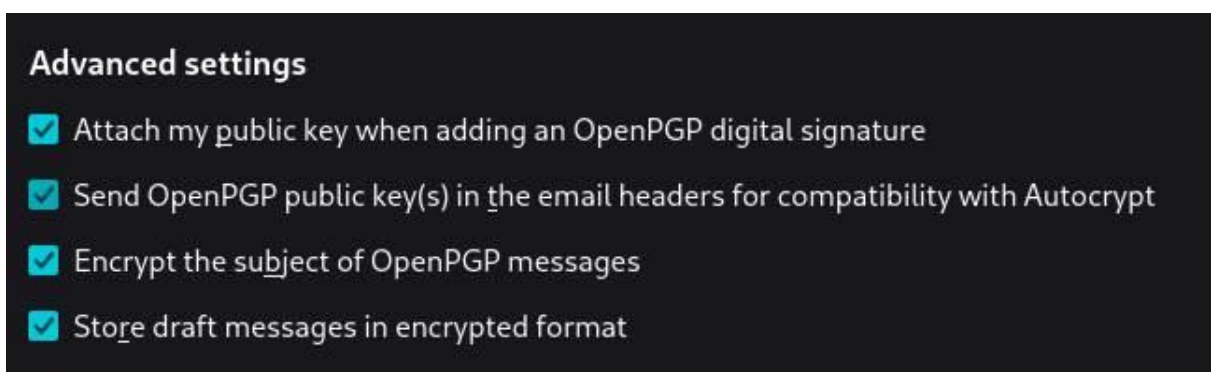 Advanced settings
Attach my public key when adding an OpenPGP digital signature
Send OpenPGP public key(s) in the email headers for compatibility with Autocrypt
Encrypt the subject of OpenPGP messages
Store draft messages in encrypted format